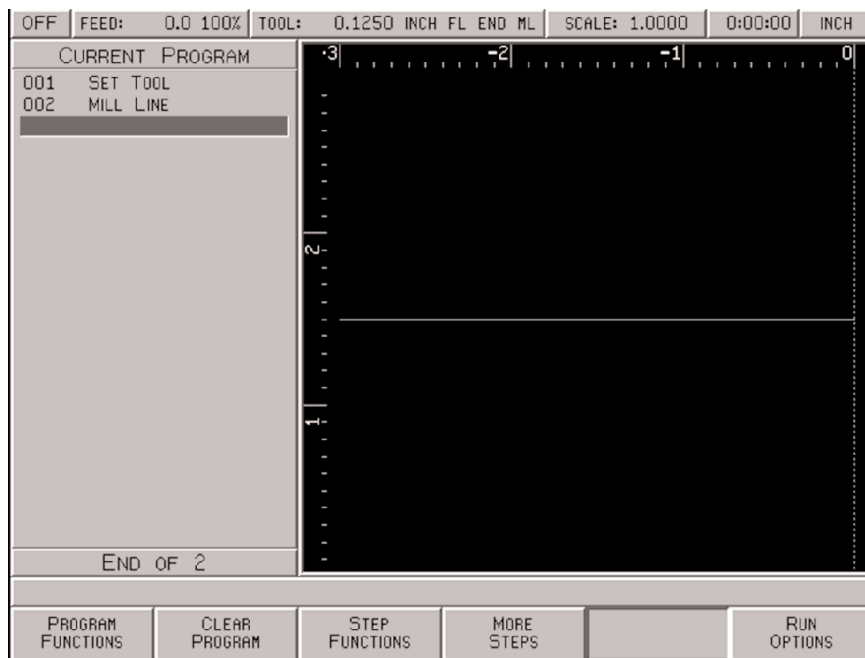 OFF FEED: 0.0 100% TOOL: 0.1250 INCH FL END ML SCALE: 1.0000 0:00:00 INCH
CURRENT PROGRAM
001 SET TOOL
002 MILL LINE
END OF 2
-3 -2 -1 0
2
1
PROGRAM FUNCTIONS
CLEAR PROGRAM
STEP FUNCTIONS
MORE STEPS
RUN OPTIONS